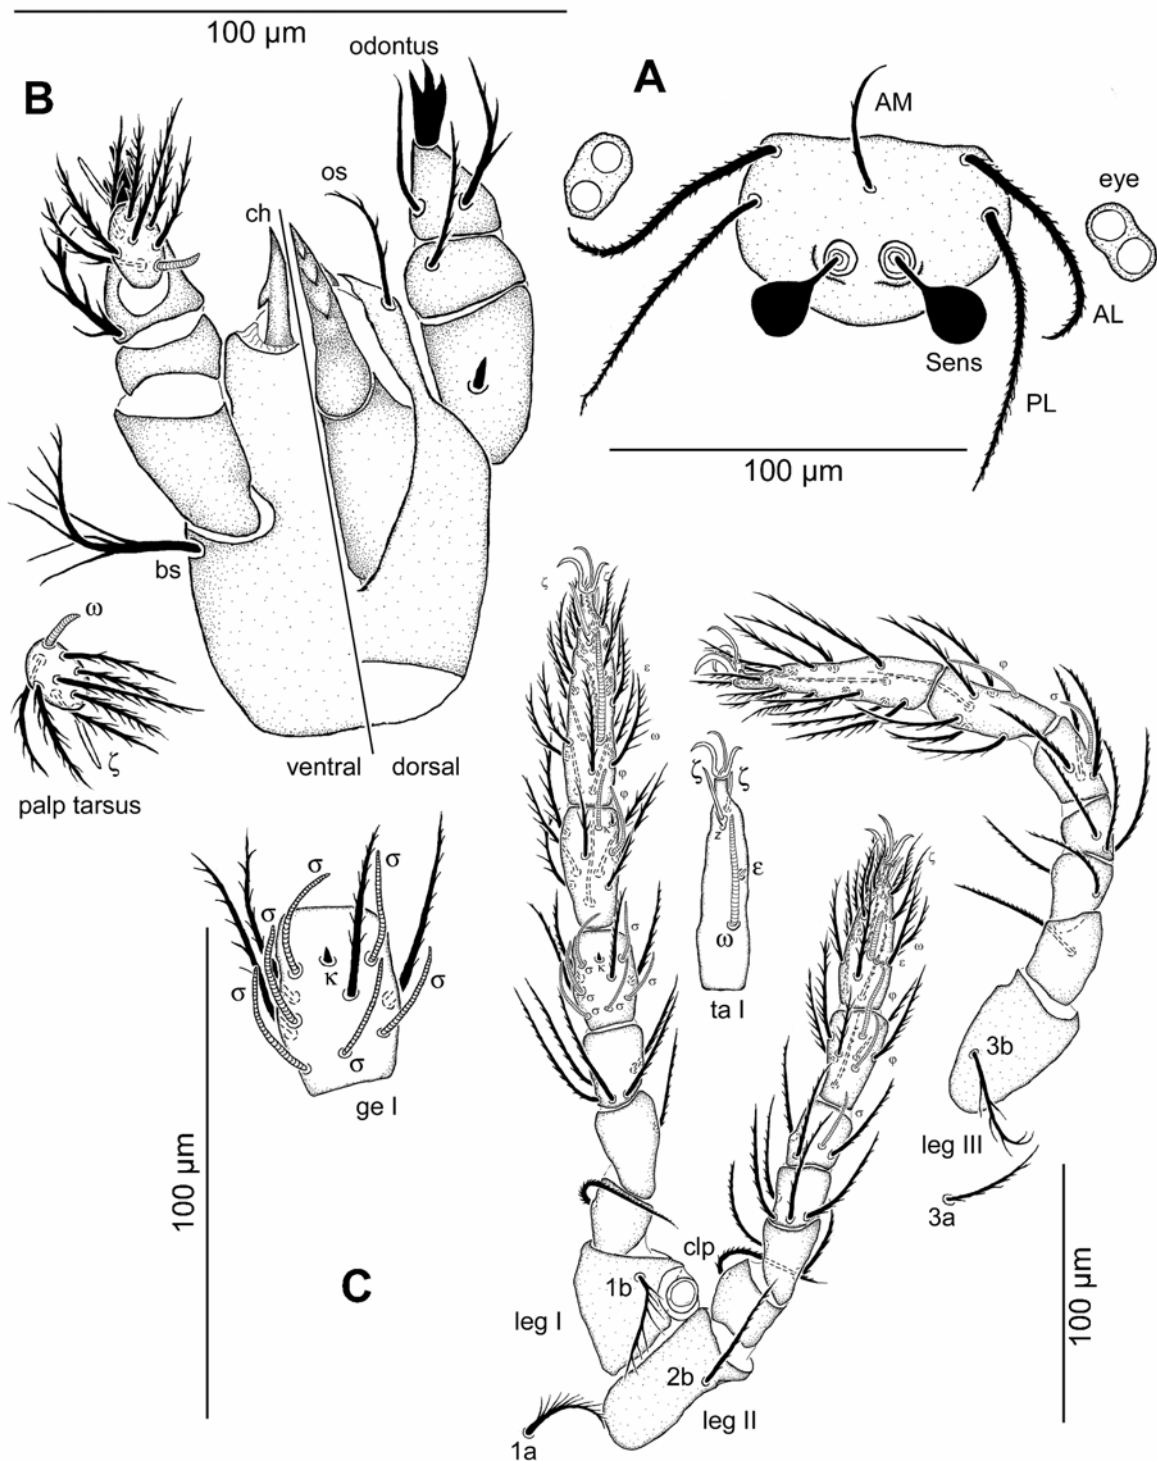 100 µm
odontus
B
A
AM
os
ch
eye
AL
Sens
PL
100 µm
bs
ω
ζ
ventral
dorsal
palp tarsus
ζ
ζ
ε
ω
φ
φ
κ
σ
σ
κ
σ
σ
σ
σ
φ
σ
ζ
ζ
z
ε
ω
ta I
ζ
ω
ε
φ
φ
σ
σ
σ
σ
σ
σ
σ
κ
ge I
100 µm
3b
leg III
3a
clp
1b
C
leg I
2b
leg II
1a
100 µm